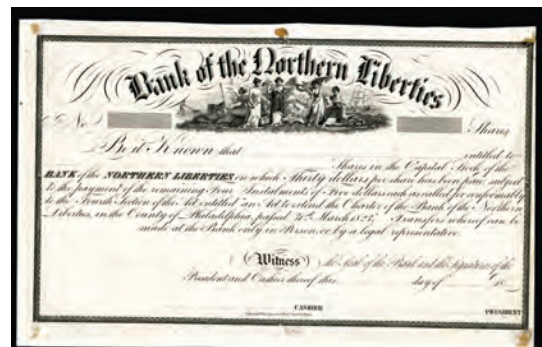 Bank of the Northern Liberties
No.
Shares
Be it Known that
entitled to
Shares in the Capital Stock of the
BANK of the NORTHERN LIBERTIES on which Thirty dollars per share has been paid, subject
to the payment of the remaining Four Instalments of Five dollars each as called for conformably
to the Fourth Section of the Act entitled an Act to extend the Charter of the Bank of the Northern
Liberties, in the County of Philadelphia, passed March Transfers whereof can be
made at the Bank only in Person, or by a legal representative.
Witness the Seal of the Bank and the Signatures of the
President and Cashier thereof this day of 18
CASHIER
PRESIDENT